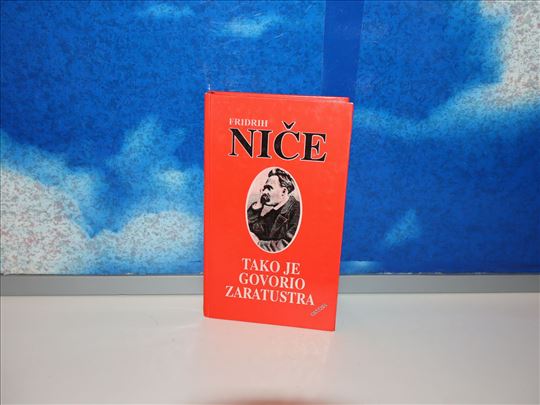 FRIDRIH
NIČE
TAKO JE
GOVORIO
ZARATUSTRA